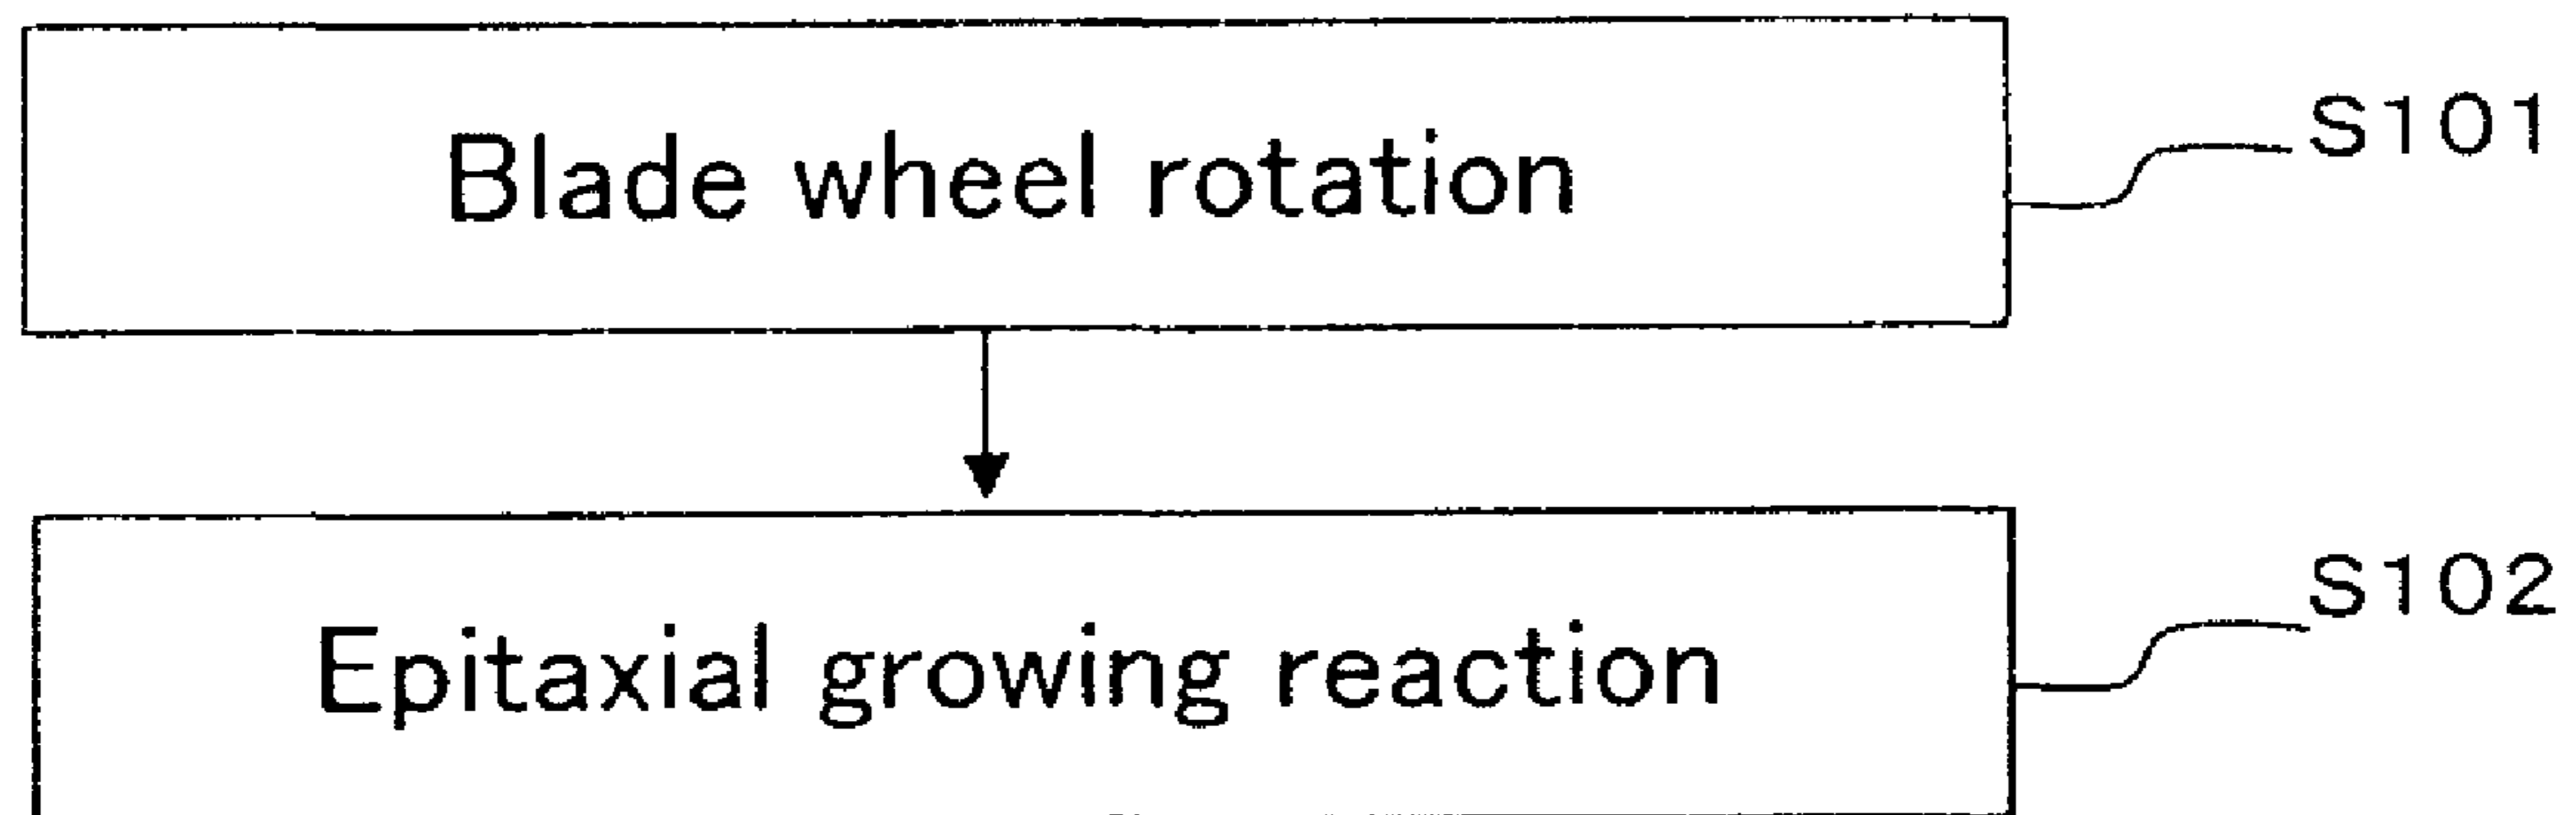 Blade wheel rotation
S101
Epitaxial growing reaction
S102